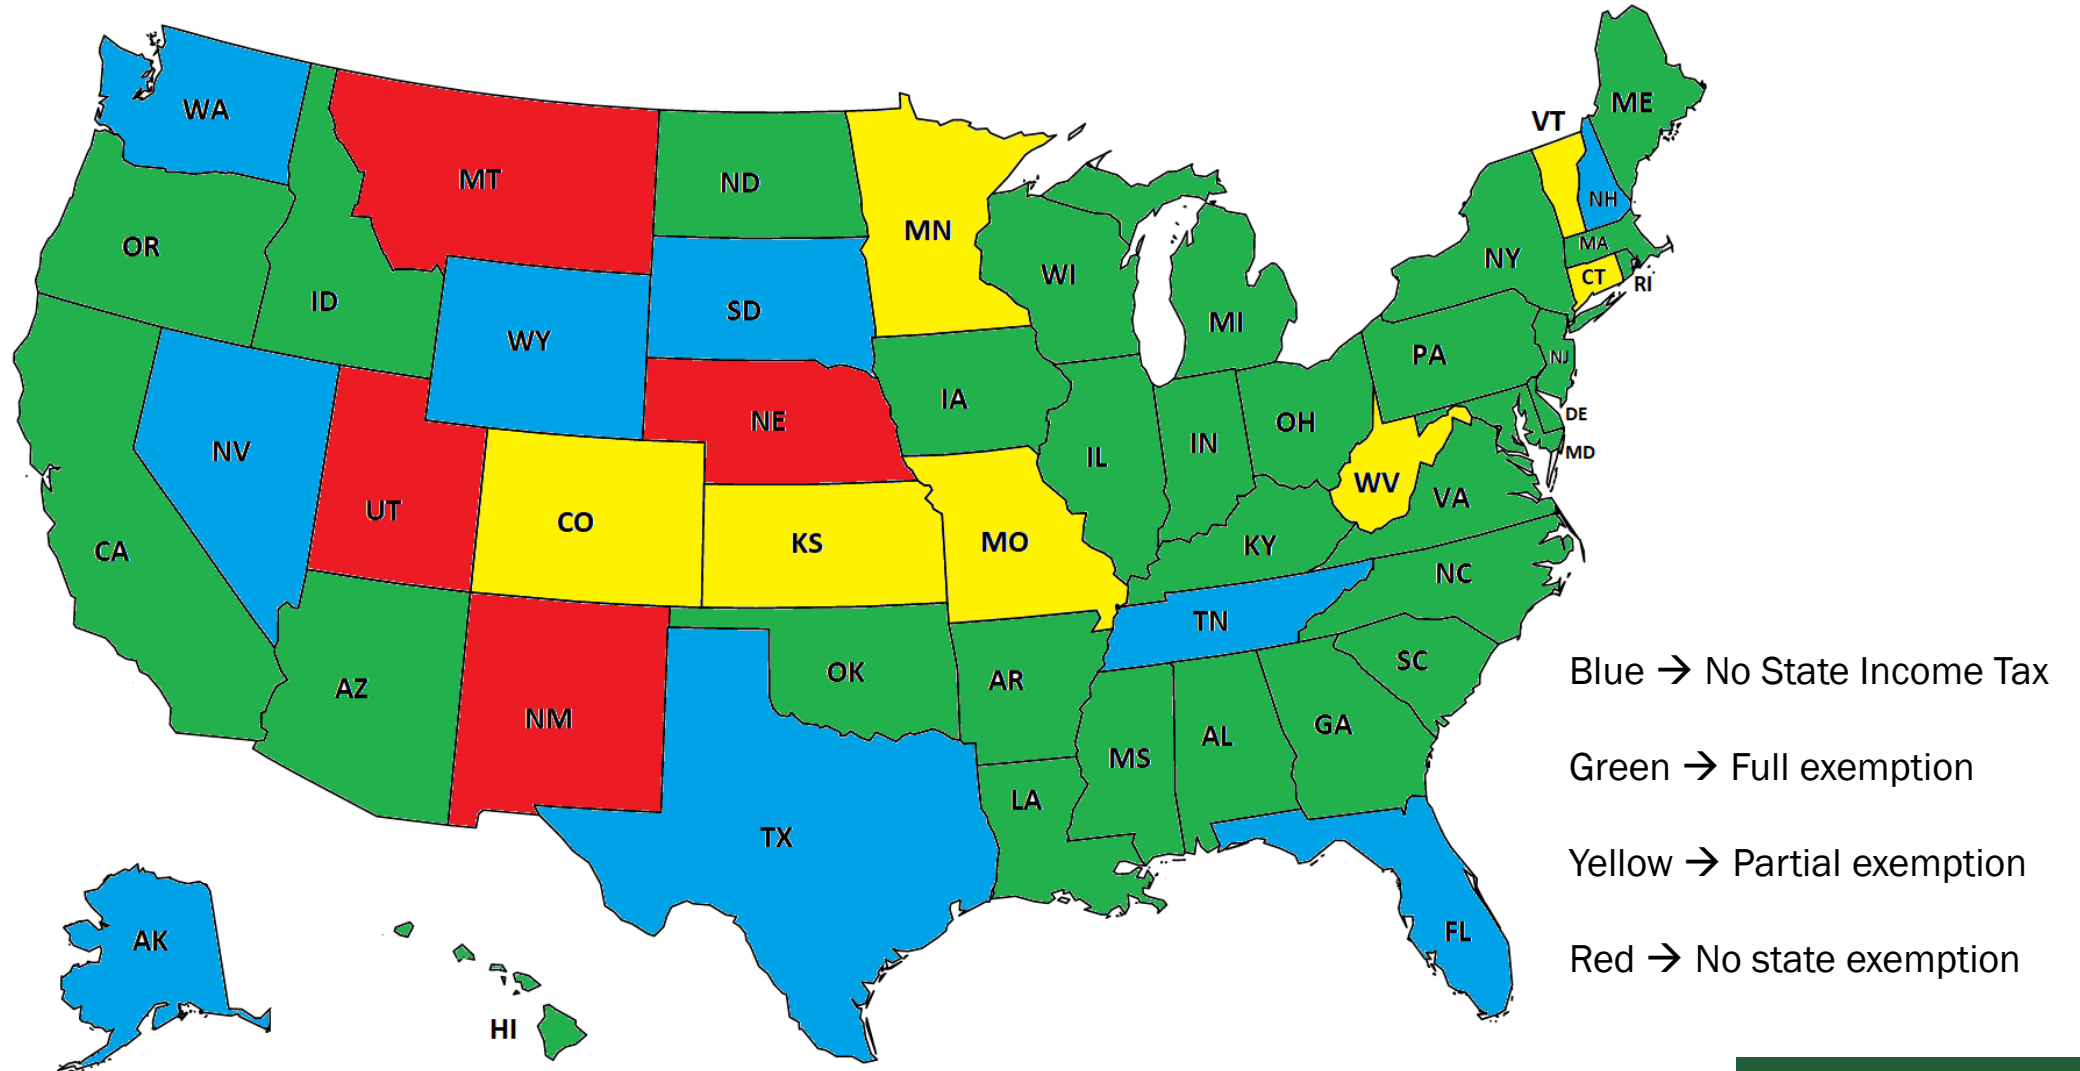 ME
WA
VT
MT
ND
NH
MN
MA
OR
NY
WI
CT
RI
ID
SD
MI
WY
PA
NJ
IA
DE
NE
OH
NV
IN
MD
IL
WV
VA
UT
CO
KS
MO
KY
CA
NC
TN
SC
Blue → No State Income Tax
OK
AR
AZ
NM
GA
AL
MS
Green → Full exemption
LA
TX
Yellow → Partial exemption
FL
AK
Red → No state exemption
HI